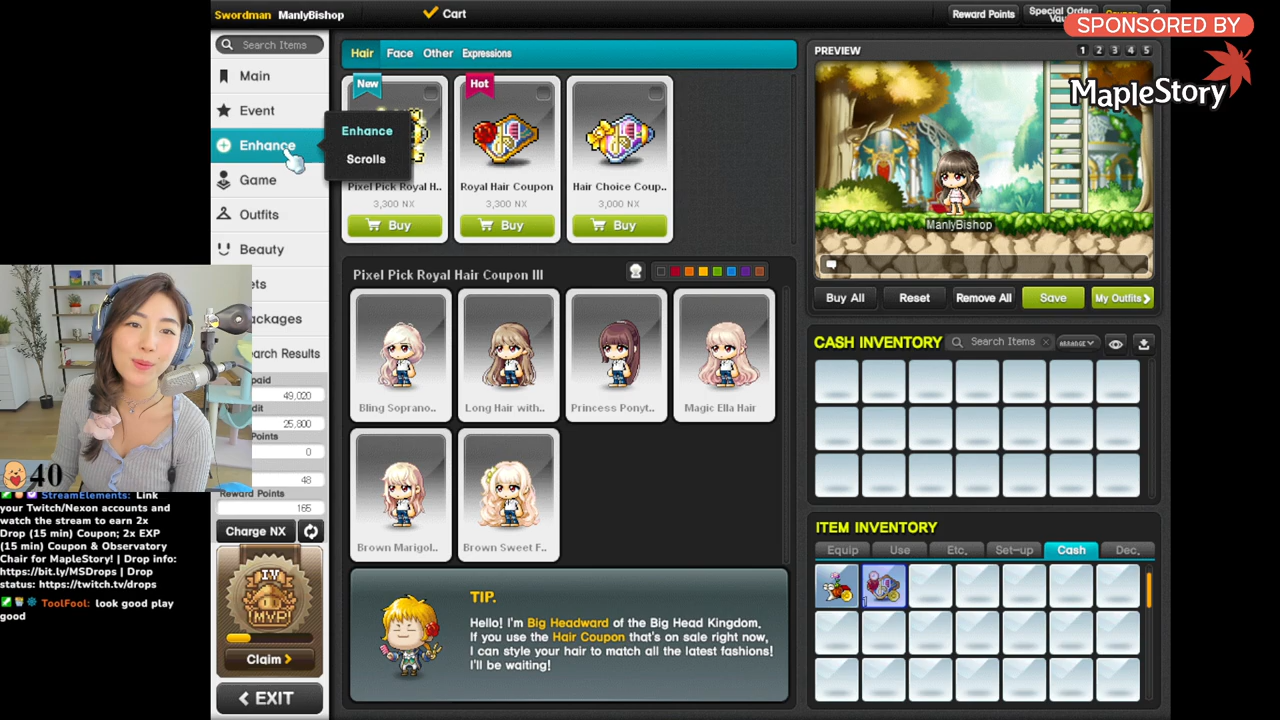 Swordman ManlyBishop
Cart
Reward Points
Special Order
SPONSORED BY
MapleStory
Search Items
Main
Event
Enhance
Game
Outfits
Beauty
Enhance
Scrolls
Hair Face Other Expressions
New
Pixel Pick Royal H..
3,300 NX
Buy
Hot
Royal Hair Coupon
3,300 NX
Buy
Hair Choice Coup..
3,000 NX
Buy
Pixel Pick Royal Hair Coupon III
Bling Soprano..
Long Hair with..
Princess Ponyt..
Magic Ella Hair
Brown Marigol..
Brown Sweet F..
TIP.
Hello! I'm Big Headward of the Big Head Kingdom.
If you use the Hair Coupon that's on sale right now,
I can style your hair to match all the latest fashions!
I'll be waiting!
PREVIEW
1 2 3 4 5
ManlyBishop
Buy All Reset Remove All Save My Outfits
CASH INVENTORY Search Items ARRANGE
ITEM INVENTORY
Equip Use Etc. Set-up Cash Dec.
49,020
25,800
Points
0
48
Reward Points
165
Charge NX
IV
MVP
Claim
EXIT
40
StreamElements: Link
your Twitch/Nexon accounts and
watch the stream to earn 2x
Drop (15 min) Coupon; 2x EXP
(15 min) Coupon & Observatory
Chair for MapleStory! | Drop info:
https://bit.ly/MSDrops | Drop
status: https://twitch.tv/drops
ToolFool: look good play
good